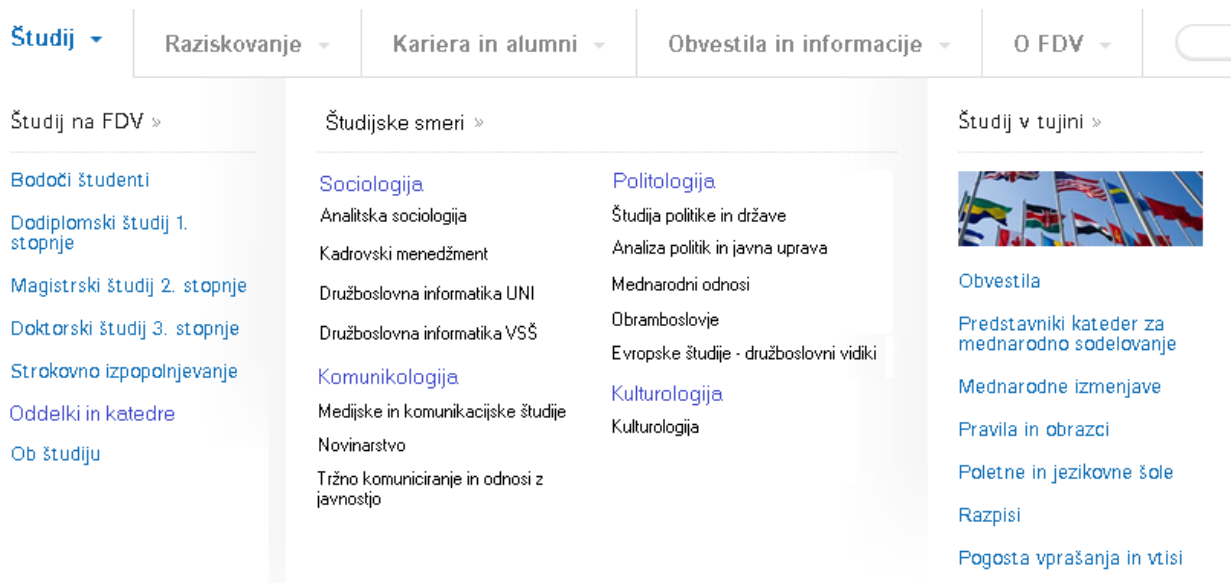 Študij
Raziskovanje
Kariera in alumni
Obvestila in informacije
O FDV
Študij na FDV »
Bodoči študenti
Dodiplomski študij 1.
stopnje
Magistrski študij 2. stopnje
Doktorski študij 3. stopnje
Strokovno izpopolnjevanje
Oddelki in katedre
Ob študiju
Študijske smeri »
Sociologija
Analitska sociologija
Kadrovski menedžment
Družboslovna informatika UNI
Družboslovna informatika VSŠ
Komunikologija
Medijske in komunikacijske študije
Novinarstvo
Tržno komuniciranje in odnosi z
javnostjo
Politologija
Študija politike in države
Analiza politik in javna uprava
Mednarodni odnosi
Obramboslovje
Evropske študije - družboslovni vidiki
Kulturologija
Kulturologija
Študij v tujini »
Obvestila
Predstavniki kateder za
mednarodno sodelovanje
Mednarodne izmenjave
Pravila in obrazci
Poletne in jezikovne šole
Razpisi
Pogosta vprašanja in vtisi